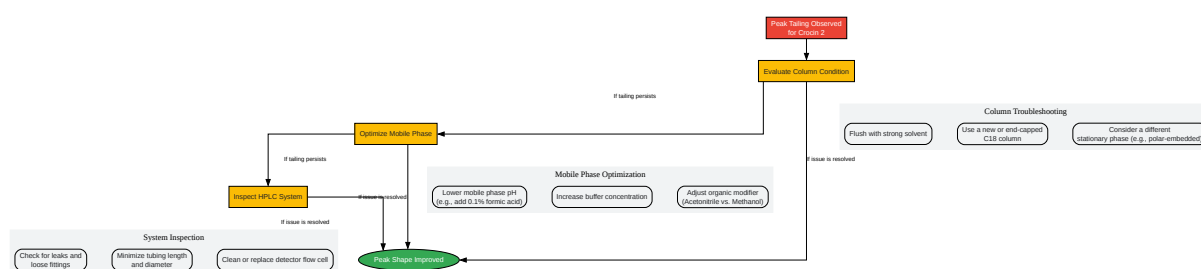 Peak Tailing Observed
for Crocin 2
Evaluate Column Condition
If tailing persists
Column Troubleshooting
Flush with strong solvent
Use a new or end-capped
C18 column
Consider a different
stationary phase (e.g., polar-embedded)
Optimize Mobile Phase
If tailing persists
If issue is resolved
Mobile Phase Optimization
Lower mobile phase pH
(e.g., add 0.1% formic acid)
Increase buffer concentration
Adjust organic modifier
(Acetonitrile vs. Methanol)
Inspect HPLC System
If issue is resolved
If issue is resolved
System Inspection
Check for leaks and
loose fittings
Minimize tubing length
and diameter
Clean or replace detector flow cell
Peak Shape Improved